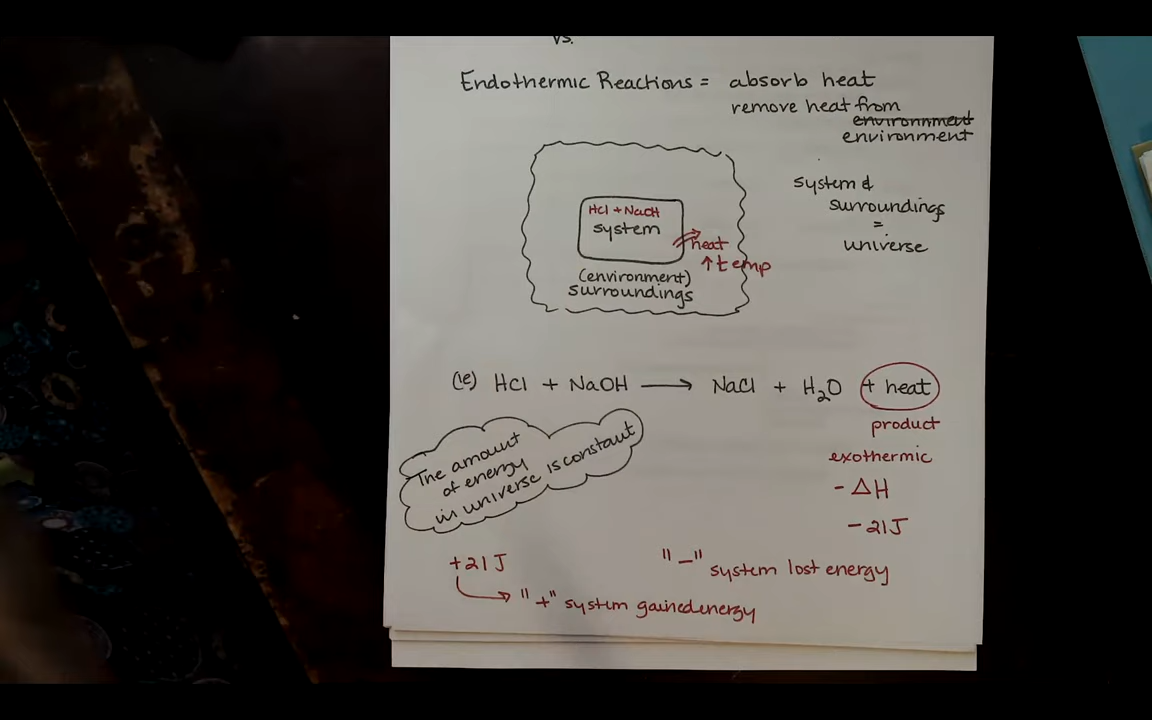 vs.
Endothermic Reactions = absorb heat
remove heat from
environment
environment
HCl + NaOH
system
heat
↑temp
(environment)
surroundings
system &
surroundings
=
universe
(ie) HCl + NaOH → NaCl + H₂O + heat
product
exothermic
- ΔH
- 21J
The amount
of energy
in universe is constant
+21J
"+" system gained energy
"-" system lost energy